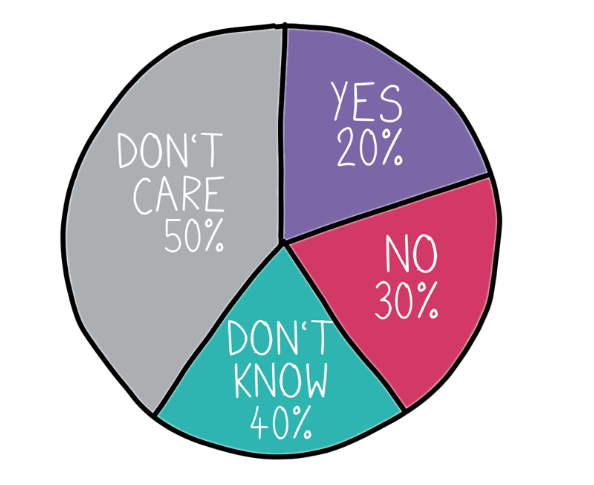 YES
20%
NO
30%
DON‘T
KNOW
40%
DON‘T
CARE
50%